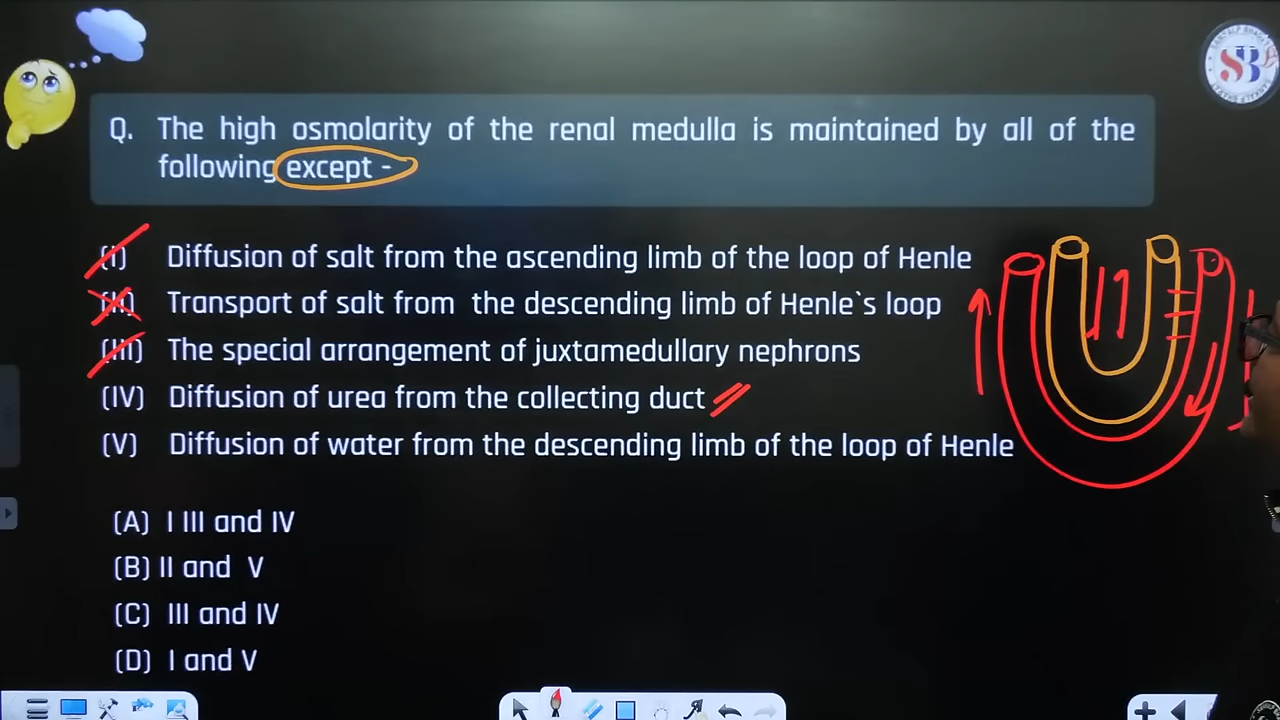 Q. The high osmolarity of the renal medulla is maintained by all of the
following except -
(I) Diffusion of salt from the ascending limb of the loop of Henle
(II) Transport of salt from the descending limb of Henle`s loop
(III) The special arrangement of juxtamedullary nephrons
(IV) Diffusion of urea from the collecting duct
(V) Diffusion of water from the descending limb of the loop of Henle
(A) I III and IV
(B) II and V
(C) III and IV
(D) I and V
SB